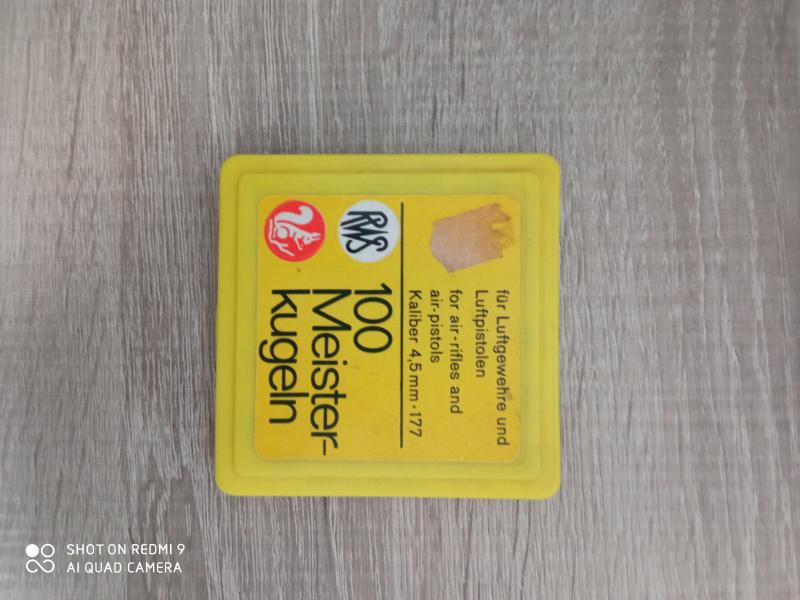 für Luftgewehre und
Luftpistolen
for air-rifles and
air-pistols
Kaliber 4,5 mm · 177
RWS
100
Meister-
kugeln
SHOT ON REDMI 9
AI QUAD CAMERA